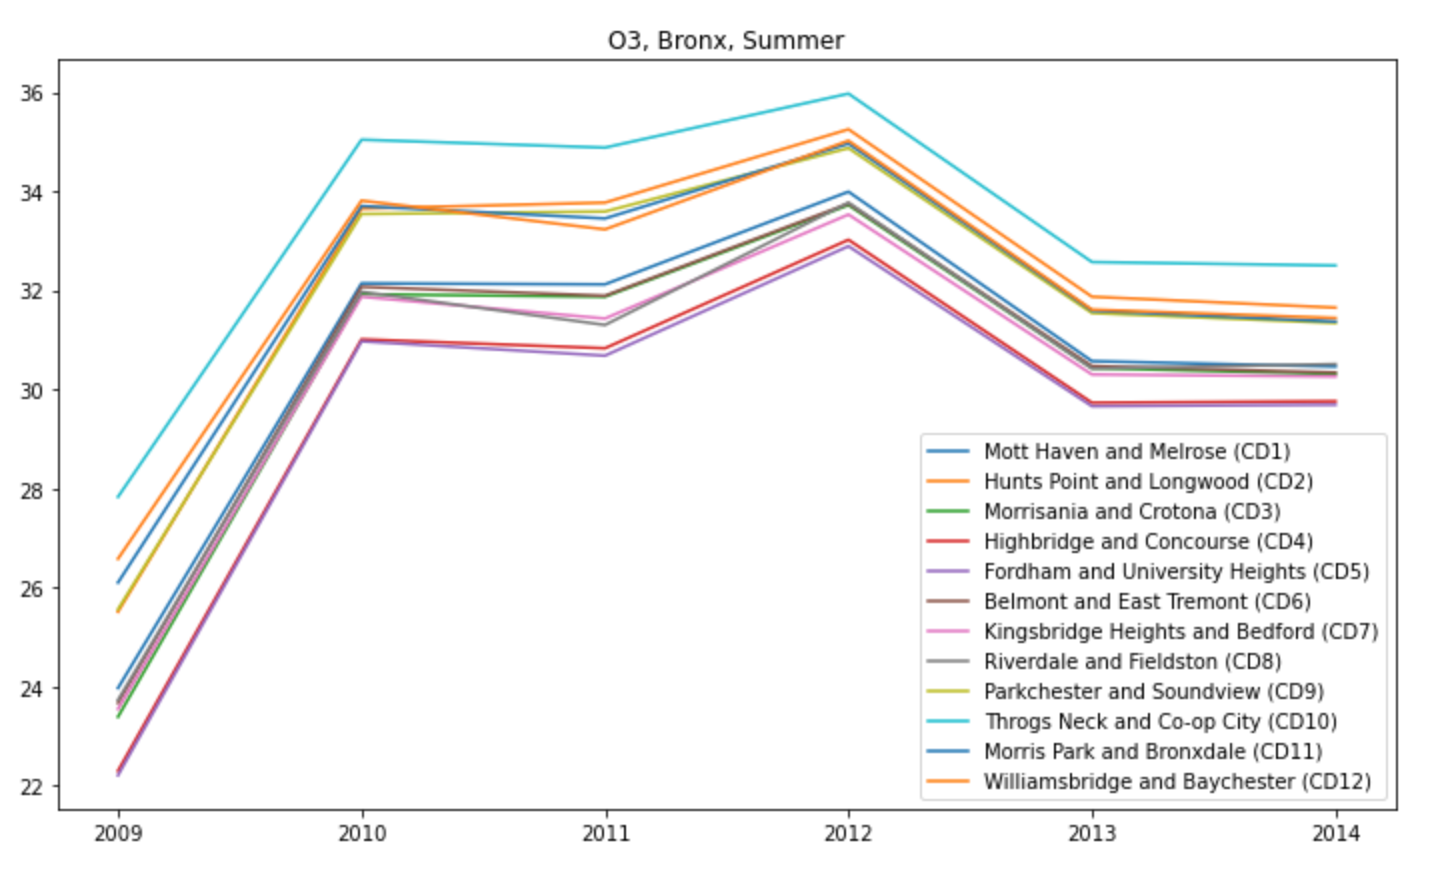 O3, Bronx, Summer
36
34
32
30
28
26
24
22
Mott Haven and Melrose (CD1)
Hunts Point and Longwood (CD2)
Morrisania and Crotona (CD3)
Highbridge and Concourse (CD4)
Fordham and University Heights (CD5)
Belmont and East Tremont (CD6)
Kingsbridge Heights and Bedford (CD7)
Riverdale and Fieldston (CD8)
Parkchester and Soundview (CD9)
Throgs Neck and Co-op City (CD10)
Morris Park and Bronxdale (CD11)
Williamsbridge and Baychester (CD12)
2009 2010 2011 2012 2013 2014